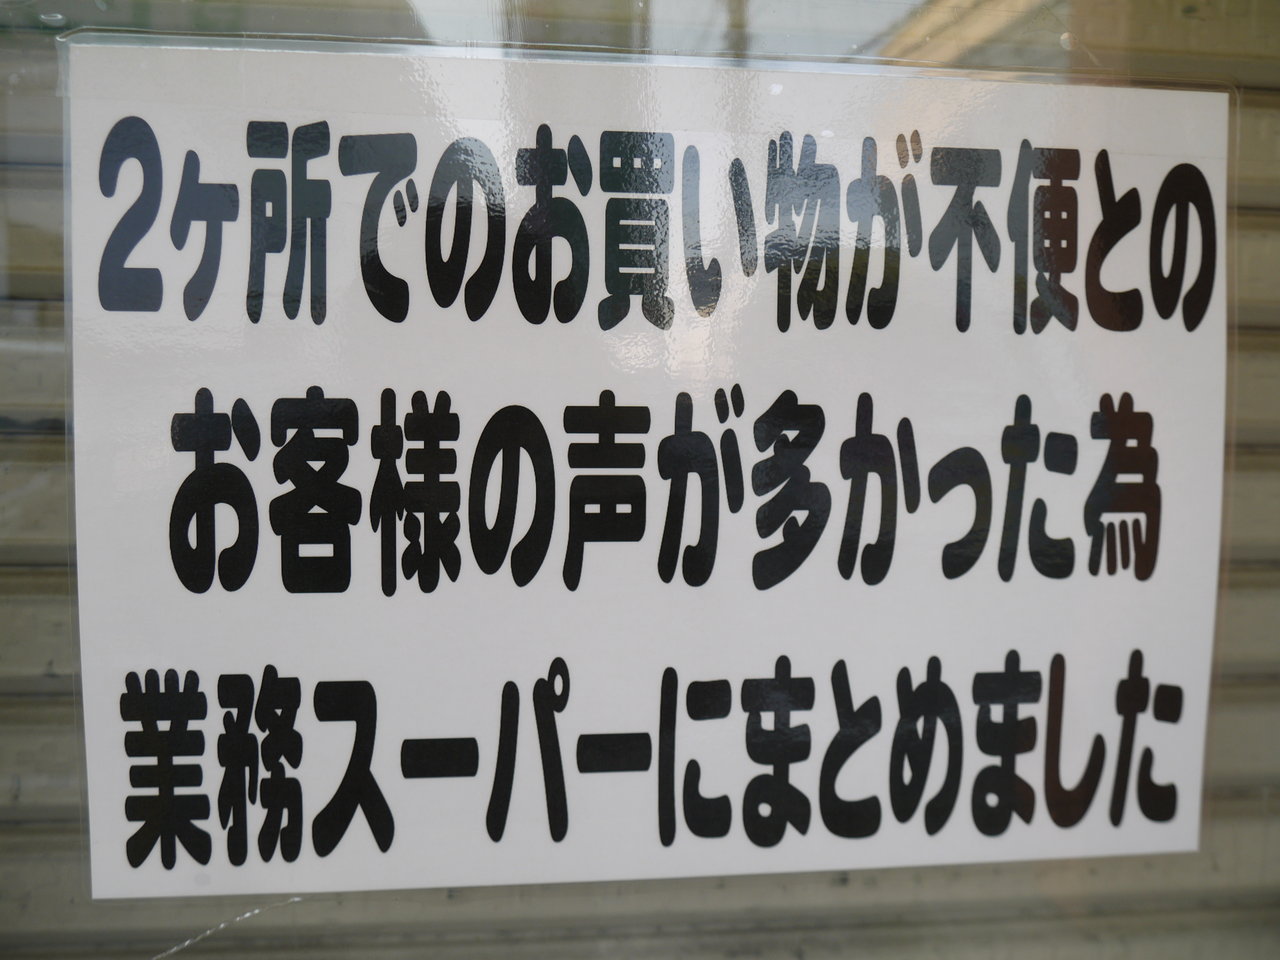 2ヶ所でのお買い物が不便との
お客様の声が多かった為
業務スーパーにまとめました